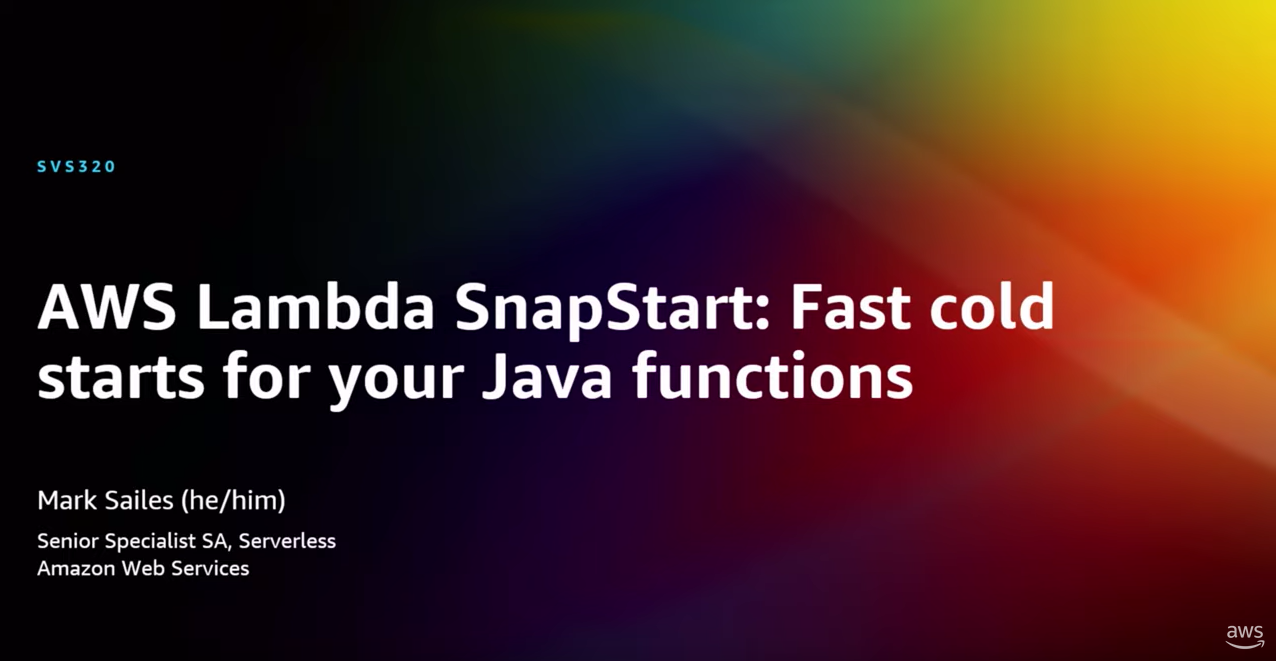 SVS320
AWS Lambda SnapStart: Fast cold
starts for your Java functions
Mark Sailes (he/him)
Senior Specialist SA, Serverless
Amazon Web Services
aws